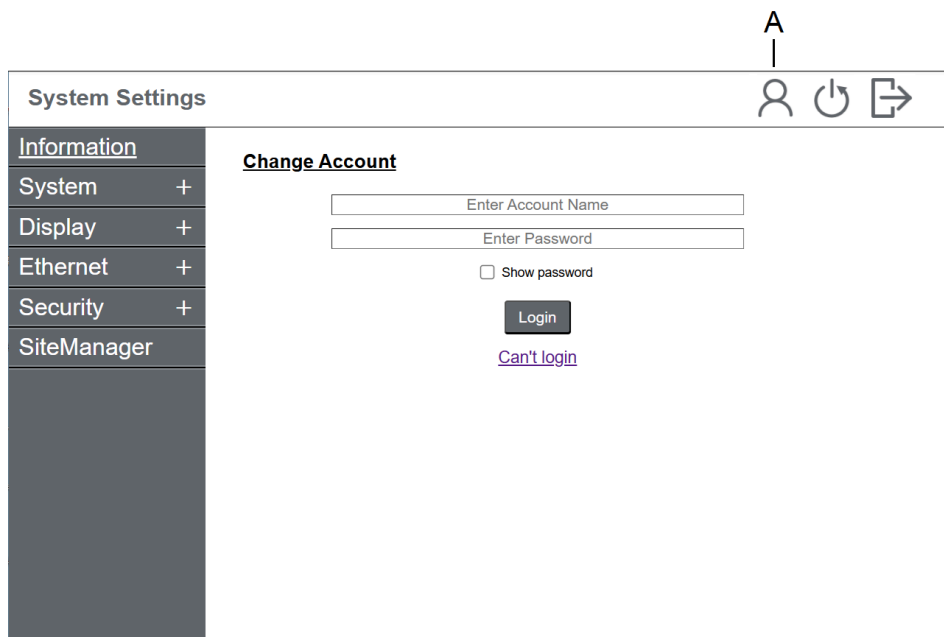 A
System Settings
Information
System +
Display +
Ethernet +
Security +
SiteManager
Change Account
Enter Account Name
Enter Password
Show password
Login
Can't login